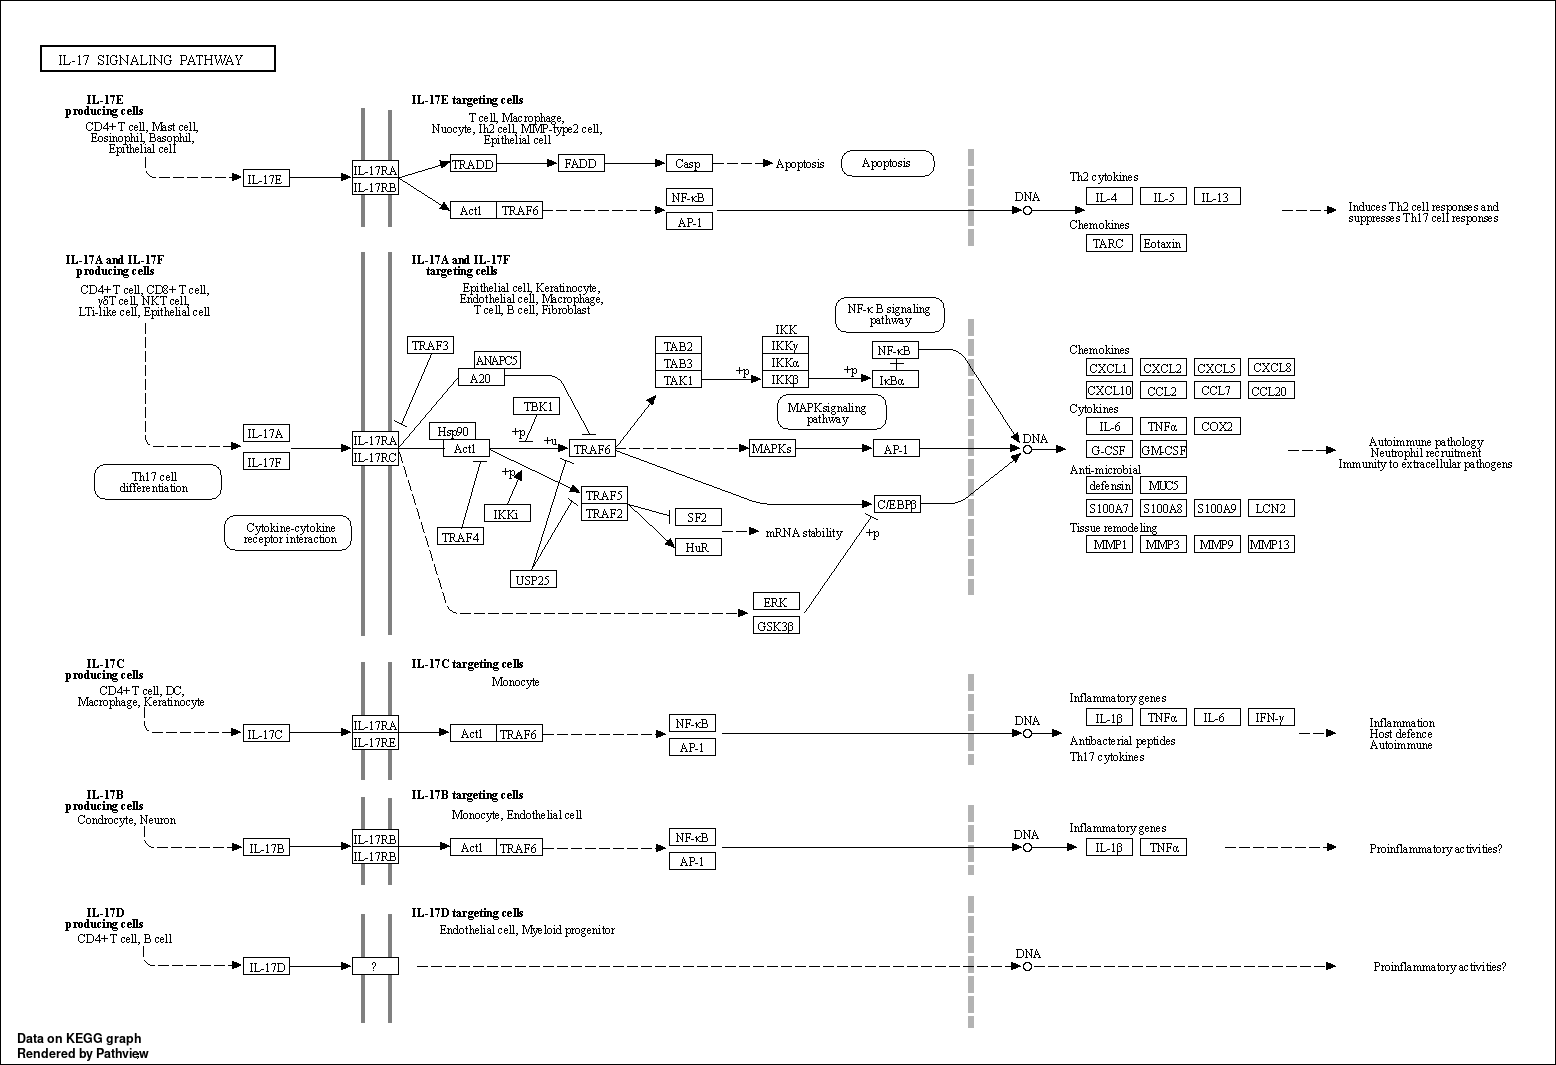 IL-17 SIGNALING PATHWAY
IL-17E
producing cells
CD4+ T cell, Mast cell,
Eosinophil, Basophil,
Epithelial cell
IL-17E
IL-17RA
IL-17RB
IL-17E targeting cells
T cell, Macrophage,
Nuocyte, Ih2 cell, MMP-type2 cell,
Epithelial cell
TRADD
FADD
Casp
Apoptosis
Apoptosis
Act1
TRAF6
NF-κB
AP-1
DNA
Th2 cytokines
IL-4
IL-5
IL-13
Chemokines
TARC
Eotaxin
Induces Th2 cell responses and
suppresses Th17 cell responses
IL-17A and IL-17F
producing cells
CD4+ T cell, CD8+ T cell,
γδT cell, NKT cell,
LTi-like cell, Epithelial cell
IL-17A
IL-17F
Th17 cell
differentiation
Cytokine-cytokine
receptor interaction
IL-17RA
IL-17RC
IL-17A and IL-17F
targeting cells
Epithelial cell, Keratinocyte,
Endothelial cell, Macrophage,
T cell, B cell, Fibroblast
TRAF3
ANAPC5
A20
TBK1
Hsp90
Act1
+p
+u
TRAF6
+p
IKKi
TRAF4
TRAF5
TRAF2
USP25
SF2
HuR
mRNA stability
TAB2
TAB3
TAK1
+p
IKK
IKKγ
IKKα
IKKβ
+p
NF-κ B signaling
pathway
NF-κB
IκBα
MAPK signaling
pathway
MAPKs
AP-1
C/EBPβ
+p
ERK
GSK3β
DNA
Chemokines
CXCL1
CXCL2
CXCL5
CXCL8
CXCL10
CCL2
CCL7
CCL20
Cytokines
IL-6
TNFα
COX2
G-CSF
GM-CSF
Anti-microbial
defensin
MUC5
S100A7
S100A8
S100A9
LCN2
Tissue remodeling
MMP1
MMP3
MMP9
MMP13
Autoimmune pathology
Neutrophil recruitment
Immunity to extracellular pathogens
IL-17C
producing cells
CD4+ T cell, DC,
Macrophage, Keratinocyte
IL-17C
IL-17RA
IL-17RE
IL-17C targeting cells
Monocyte
Act1
TRAF6
NF-κB
AP-1
DNA
Inflammatory genes
IL-1β
TNFα
IL-6
IFN-γ
Antibacterial peptides
Th17 cytokines
Inflammation
Host defence
Autoimmune
IL-17B
producing cells
Condrocyte, Neuron
IL-17B
IL-17RB
IL-17RB
IL-17B targeting cells
Monocyte, Endothelial cell
Act1
TRAF6
NF-κB
AP-1
DNA
Inflammatory genes
IL-1β
TNFα
Proinflammatory activities?
IL-17D
producing cells
CD4+ T cell, B cell
IL-17D
?
IL-17D targeting cells
Endothelial cell, Myeloid progenitor
DNA
Proinflammatory activities?
Data on KEGG graph
Rendered by Pathview